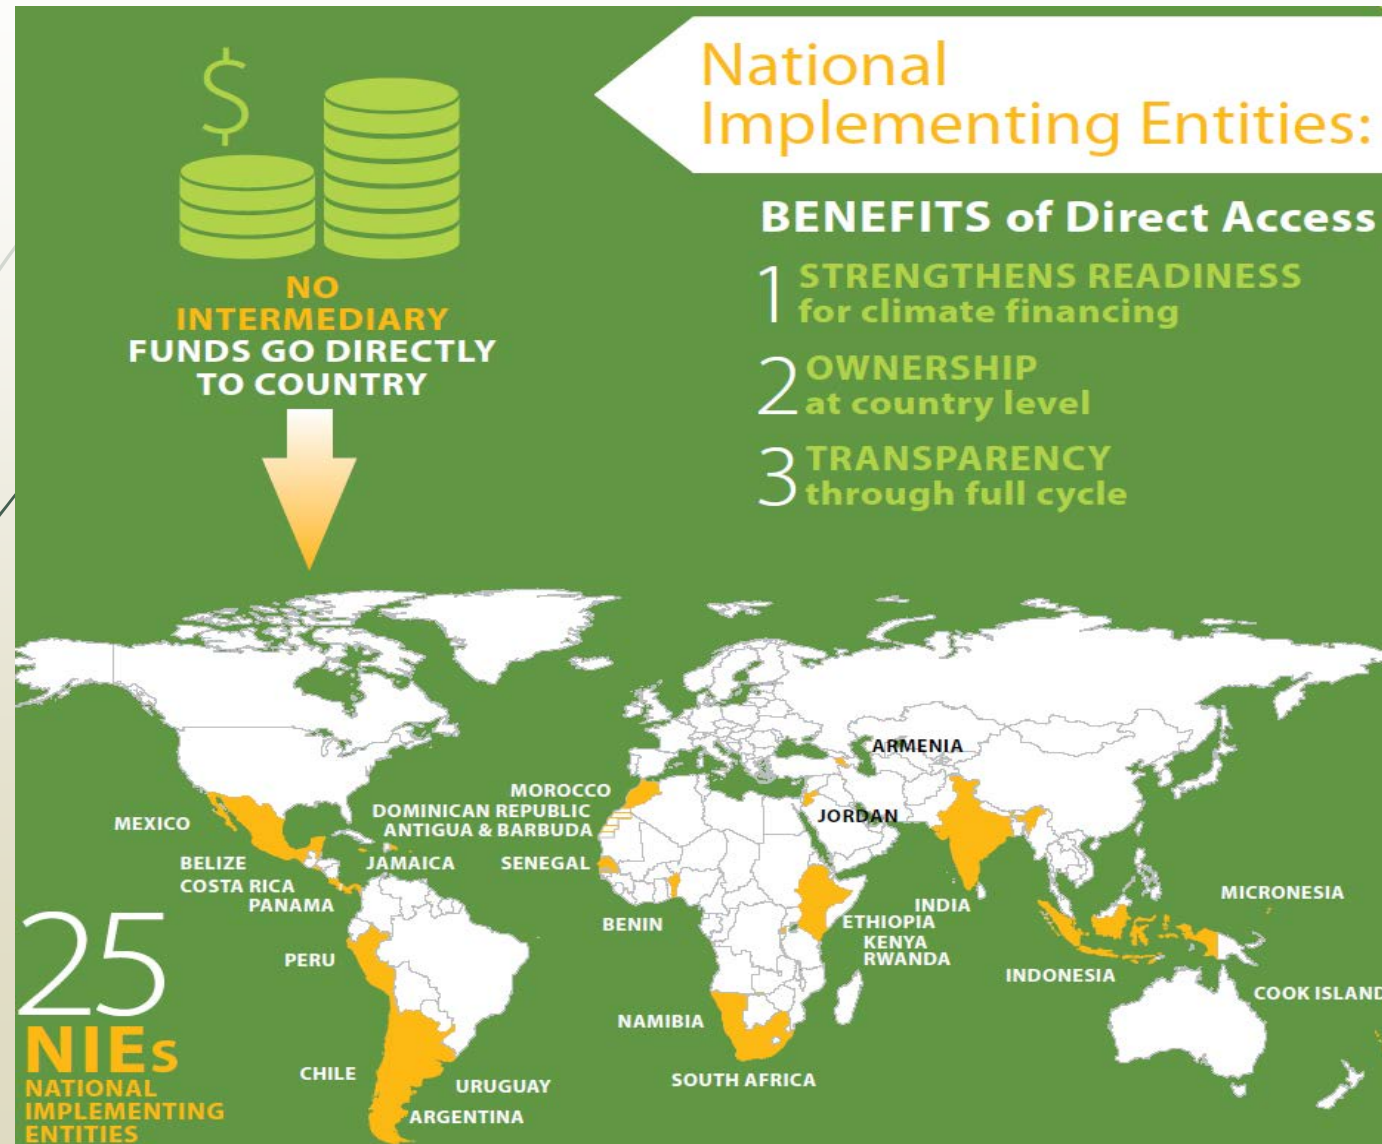 $
NO
INTERMEDIARY
FUNDS GO DIRECTLY
TO COUNTRY
National
Implementing Entities:
BENEFITS of Direct Access
1 STRENGTHENS READINESS
for climate financing
2 OWNERSHIP
at country level
3 TRANSPARENCY
through full cycle
ARMENIA
MOROCCO
DOMINICAN REPUBLIC
ANTIGUA & BARBUDA
JORDAN
MEXICO
BELIZE
JAMAICA
SENEGAL
COSTA RICA
PANAMA
MICRONESIA
INDIA
BENIN
ETHIOPIA
KENYA
RWANDA
PERU
INDONESIA
COOK ISLAND
NAMIBIA
CHILE
URUGUAY
SOUTH AFRICA
ARGENTINA
25
NIEs
NATIONAL
IMPLEMENTING
ENTITIES